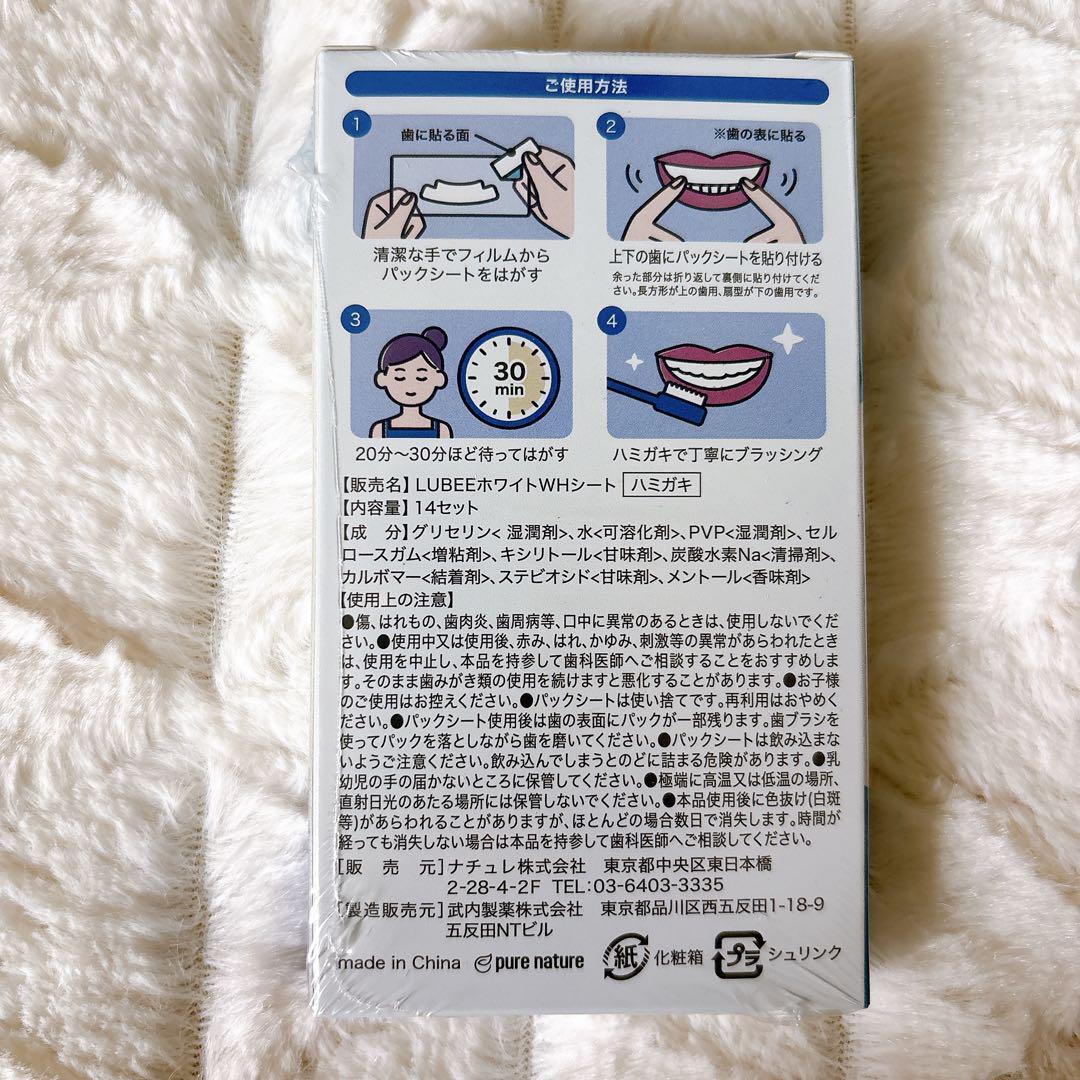 ご使用方法
1
歯に貼る面
清潔な手でフィルムから
パックシートをはがす
2
※歯の表に貼る
上下の歯にパックシートを貼り付ける
余った部分は折り返して裏側に貼り付けてくだ
さい。長方形が上の歯用、扇型が下の歯用です。
3
30
min
20分〜30分ほど待ってはがす
4
ハミガキで丁寧にブラッシング
【販売名】LUBEEホワイトWHシート ハミガキ
【内容量】14セット
【成　分】グリセリン<湿潤剤>、水<可溶化剤>、PVP<湿潤剤>、セル
ロースガム<増粘剤>、キシリトール<甘味剤>、炭酸水素Na<清掃剤>、
カルボマー<結着剤>、ステビオシド<甘味剤>、メントール<香味剤>
【使用上の注意】
●傷、はれもの、歯肉炎、歯周病等、口中に異常のあるときは、使用しないでくだ
さい。●使用中又は使用後、赤み、はれ、かゆみ、刺激等の異常があらわれたとき
は、使用を中止し、本品を持参して歯科医師へご相談することをおすすめしま
す。そのまま歯みがき類の使用を続けますと悪化することがあります。●お子様
のご使用はお控えください。●パックシートは使い捨てです。再利用はおやめく
ださい。●パックシート使用後は歯の表面にパックが一部残ります。歯ブラシを
使ってパックを落としながら歯を磨いてください。●パックシートは飲み込まな
いようご注意ください。飲み込んでしまうとのどに詰まる危険があります。●乳
幼児の手の届かないところに保管してください。●極端に高温又は低温の場所、
直射日光のあたる場所には保管しないでください。●本品使用後に色抜け(白斑
等)があらわれることがありますが、ほとんどの場合数日で消失します。時間が
経っても消失しない場合は本品を持参して歯科医師へご相談してください。
[販　売　元]ナチュレ株式会社　東京都中央区東日本橋
2-28-4-2F TEL:03-6403-3335
[製造販売元]武内製薬株式会社　東京都品川区西五反田1-18-9
五反田NTビル
made in China pure nature 紙 化粧箱 プラ シュリンク